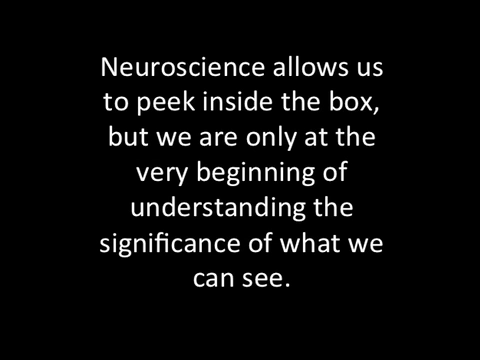 Neuroscience allows us
to peek inside the box,
but we are only at the
very beginning of
understanding the
significance of what we
can see.